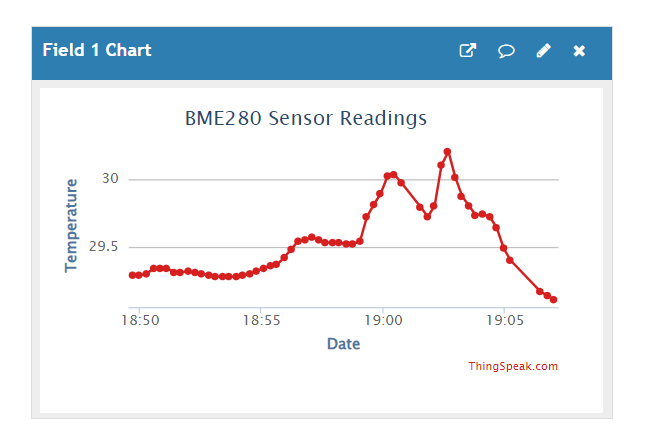 Field 1 Chart
BME280 Sensor Readings
Temperature
30
29.5
18:50 18:55 19:00 19:05
Date
ThingSpeak.com